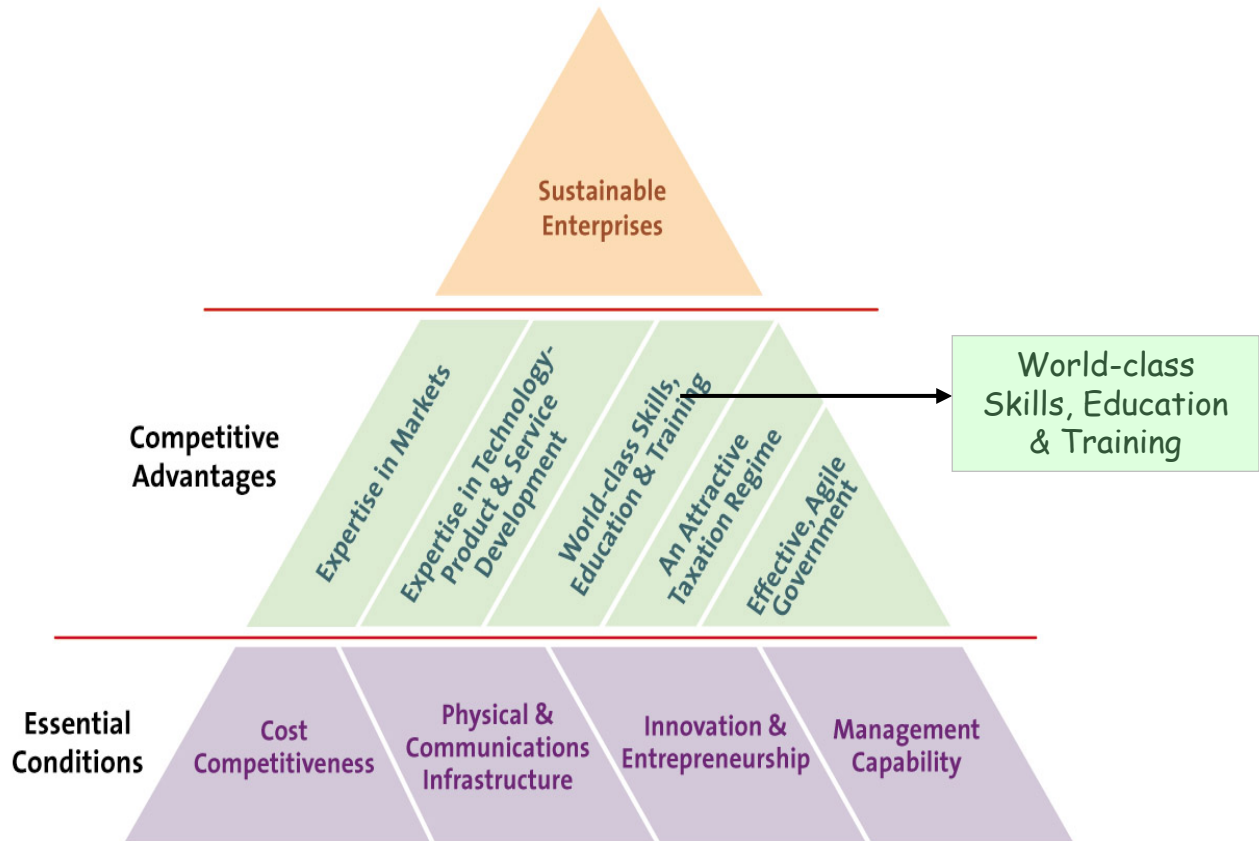 Sustainable
Enterprises
Competitive
Advantages
Expertise in Markets
Expertise in Technology-
Product & Service
Development
World-class Skills,
Education & Training
An Attractive
Taxation Regime
Effective, Agile
Government
World-class
Skills, Education
& Training
Essential
Conditions
Cost
Competitiveness
Physical &
Communications
Infrastructure
Innovation &
Entrepreneurship
Management
Capability